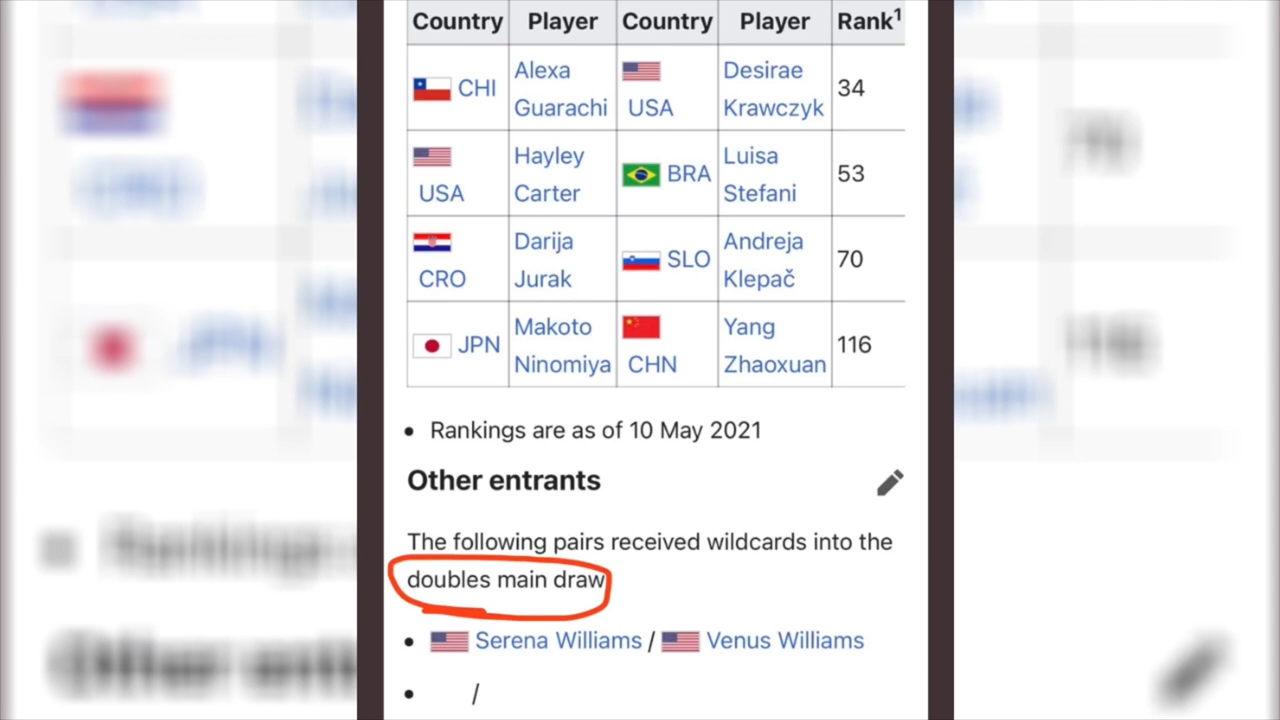 Country Player Country Player Rank1
CHI Alexa Guarachi USA Desirae Krawczyk 34
USA Hayley Carter BRA Luisa Stefani 53
CRO Darija Jurak SLO Andreja Klepač 70
JPN Makoto Ninomiya CHN Yang Zhaoxuan 116
• Rankings are as of 10 May 2021
Other entrants
The following pairs received wildcards into the
doubles main draw
• Serena Williams / Venus Williams
• /